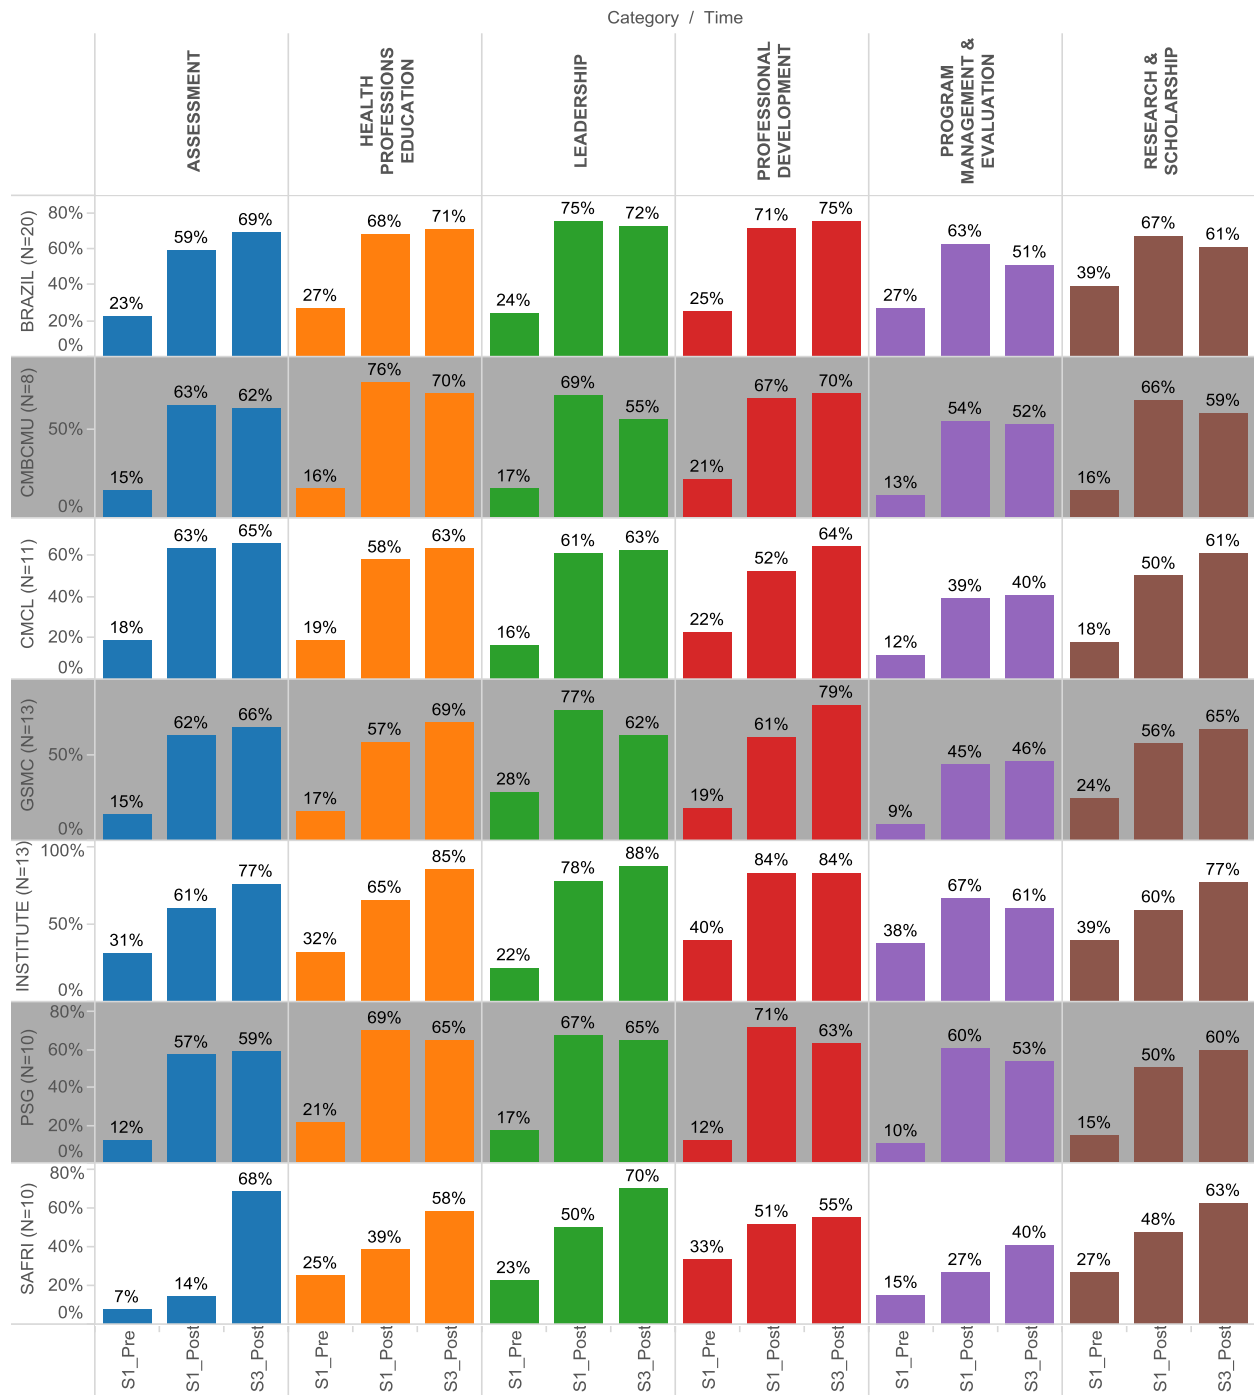 Category / Time
ASSESSMENT
HEALTH
PROFESSIONS
EDUCATION
LEADERSHIP
PROFESSIONAL
DEVELOPMENT
PROGRAM
MANAGEMENT &
EVALUATION
RESEARCH &
SCHOLARSHIP
BRAZIL (N=20)
80%
60%
40%
20%
0%
23% 59% 69% 27% 68% 71% 24% 75% 72% 25% 71% 75% 27% 63% 51% 39% 67% 61%
CMBCMU (N=8)
50%
0%
15% 63% 62% 16% 76% 70% 17% 69% 55% 21% 67% 70% 13% 54% 52% 16% 66% 59%
CMCL (N=11)
60%
40%
20%
0%
18% 63% 65% 19% 58% 63% 16% 61% 63% 22% 52% 64% 12% 39% 40% 18% 50% 61%
GSMC (N=13)
50%
0%
15% 62% 66% 17% 57% 69% 28% 77% 62% 19% 61% 79% 9% 45% 46% 24% 56% 65%
INSTITUTE (N=13)
100%
50%
0%
31% 61% 77% 32% 65% 85% 22% 78% 88% 40% 84% 84% 38% 67% 61% 39% 60% 77%
PSG (N=10)
80%
60%
40%
20%
0%
12% 57% 59% 21% 69% 65% 17% 67% 65% 12% 71% 63% 10% 60% 53% 15% 50% 60%
SAFRI (N=10)
80%
60%
40%
20%
0%
7% 14% 68% 25% 39% 58% 23% 50% 70% 33% 51% 55% 15% 27% 40% 27% 48% 63%
S1_Pre S1_Post S3_Post S1_Pre S1_Post S3_Post S1_Pre S1_Post S3_Post S1_Pre S1_Post S3_Post S1_Pre S1_Post S3_Post S1_Pre S1_Post S3_Post